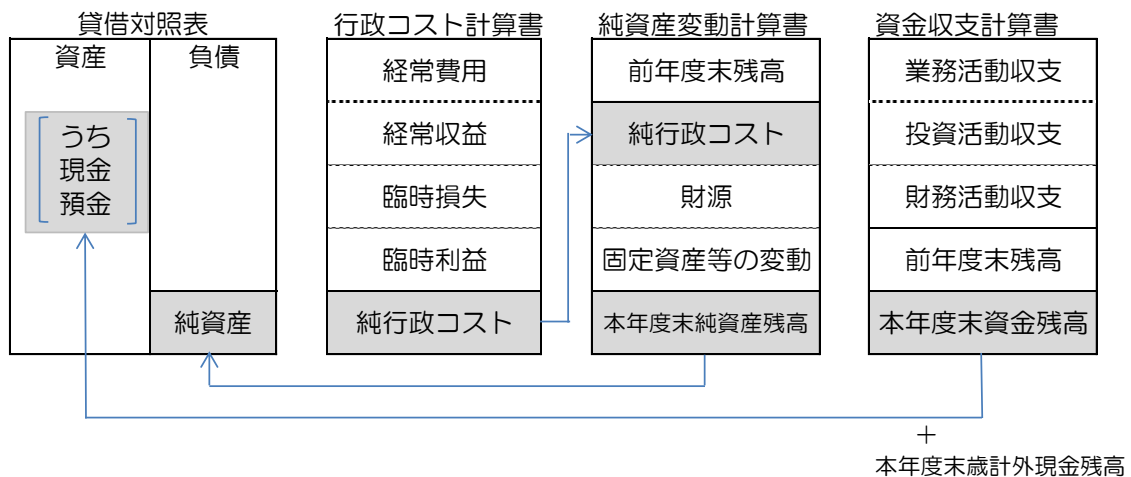 貸借対照表
資産
負債
うち
現金
預金
純資産
行政コスト計算書
経常費用
経常収益
臨時損失
臨時利益
純行政コスト
純資産変動計算書
前年度末残高
純行政コスト
財源
固定資産等の変動
本年度末純資産残高
資金収支計算書
業務活動収支
投資活動収支
財務活動収支
前年度末残高
本年度末資金残高
＋
本年度末歳計外現金残高